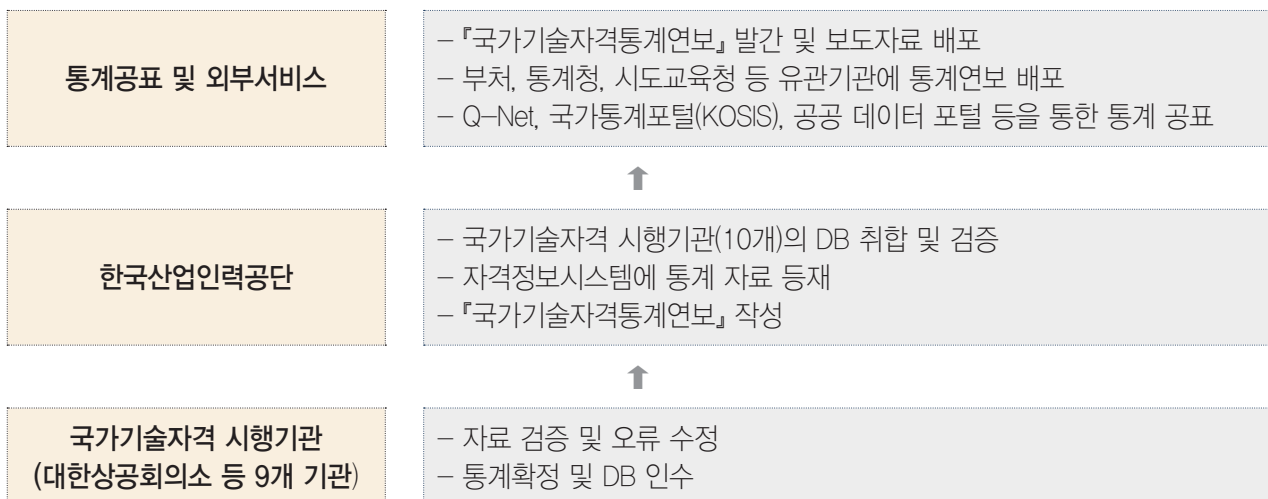 통계공표 및 외부서비스
– 『국가기술자격통계연보』 발간 및 보도자료 배포
– 부처, 통계청, 시도교육청 등 유관기관에 통계연보 배포
– Q-Net, 국가통계포털(KOSIS), 공공 데이터 포털 등을 통한 통계 공표
⬆
한국산업인력공단
– 국가기술자격 시행기관(10개)의 DB 취합 및 검증
– 자격정보시스템에 통계 자료 등재
– 『국가기술자격통계연보』 작성
⬆
국가기술자격 시행기관
(대한상공회의소 등 9개 기관)
– 자료 검증 및 오류 수정
– 통계확정 및 DB 인수